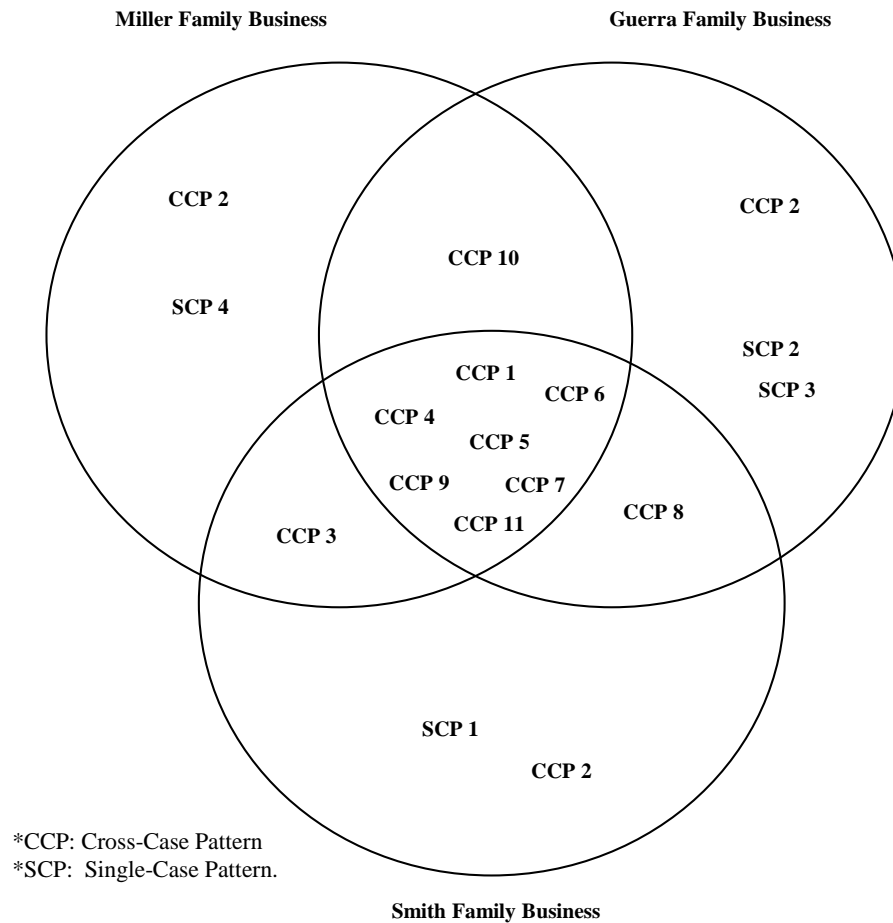 Miller Family Business
Guerra Family Business
CCP 2
CCP 2
CCP 10
SCP 4
SCP 2
SCP 3
CCP 1
CCP 6
CCP 4
CCP 5
CCP 9
CCP 7
CCP 8
CCP 11
CCP 3
SCP 1
CCP 2
*CCP: Cross-Case Pattern
*SCP:  Single-Case Pattern.
Smith Family Business